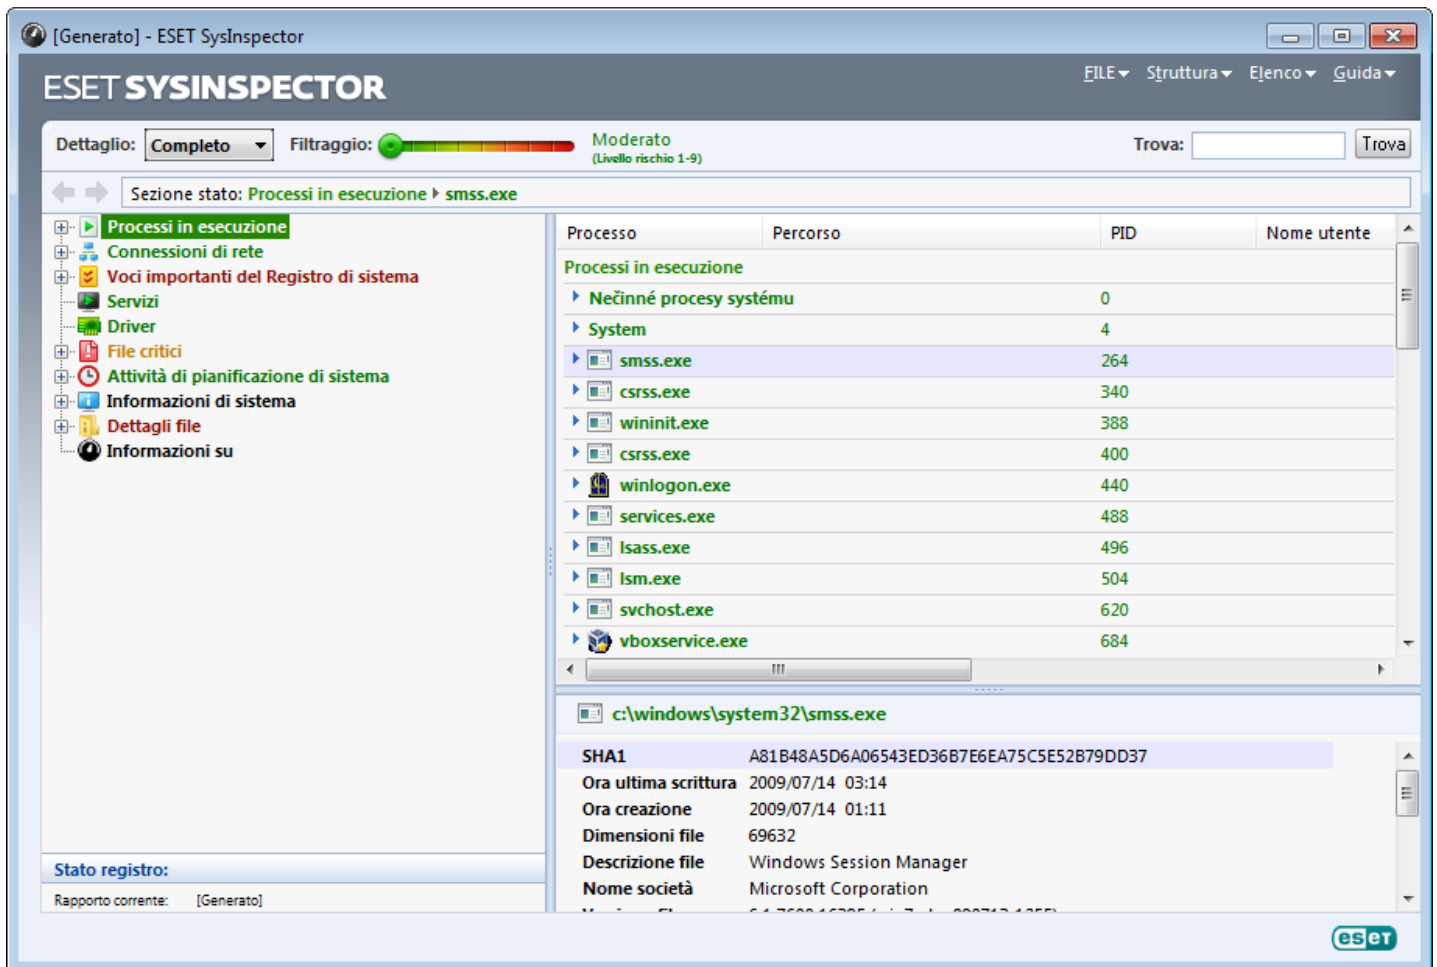 [Generato] - ESET SysInspector
ESET SYSINSPECTOR
FILE Struttura Elenco Guida
Dettaglio: Completo Filtraggio: Moderato Trova: Trova
(Livello rischio 1-9)
Sezione stato: Processi in esecuzione smss.exe
Processi in esecuzione
Connessioni di rete
Voci importanti del Registro di sistema
Servizi
Driver
File critici
Attività di pianificazione di sistema
Informazioni di sistema
Dettagli file
Informazioni su
Stato registro:
Rapporto corrente: [Generato]
Processo Percorso PID Nome utente
Processi in esecuzione
Nečinné procesy systému 0
System 4
smss.exe 264
csrss.exe 340
wininit.exe 388
csrss.exe 400
winlogon.exe 440
services.exe 488
lsass.exe 496
lsm.exe 504
svchost.exe 620
vboxservice.exe 684
c:\windows\system32\smss.exe
SHA1 A81B48A5D6A06543ED36B7E6EA75C5E52B79DD37
Ora ultima scrittura 2009/07/14 03:14
Ora creazione 2009/07/14 01:11
Dimensioni file 69632
Descrizione file Windows Session Manager
Nome società Microsoft Corporation
eseT